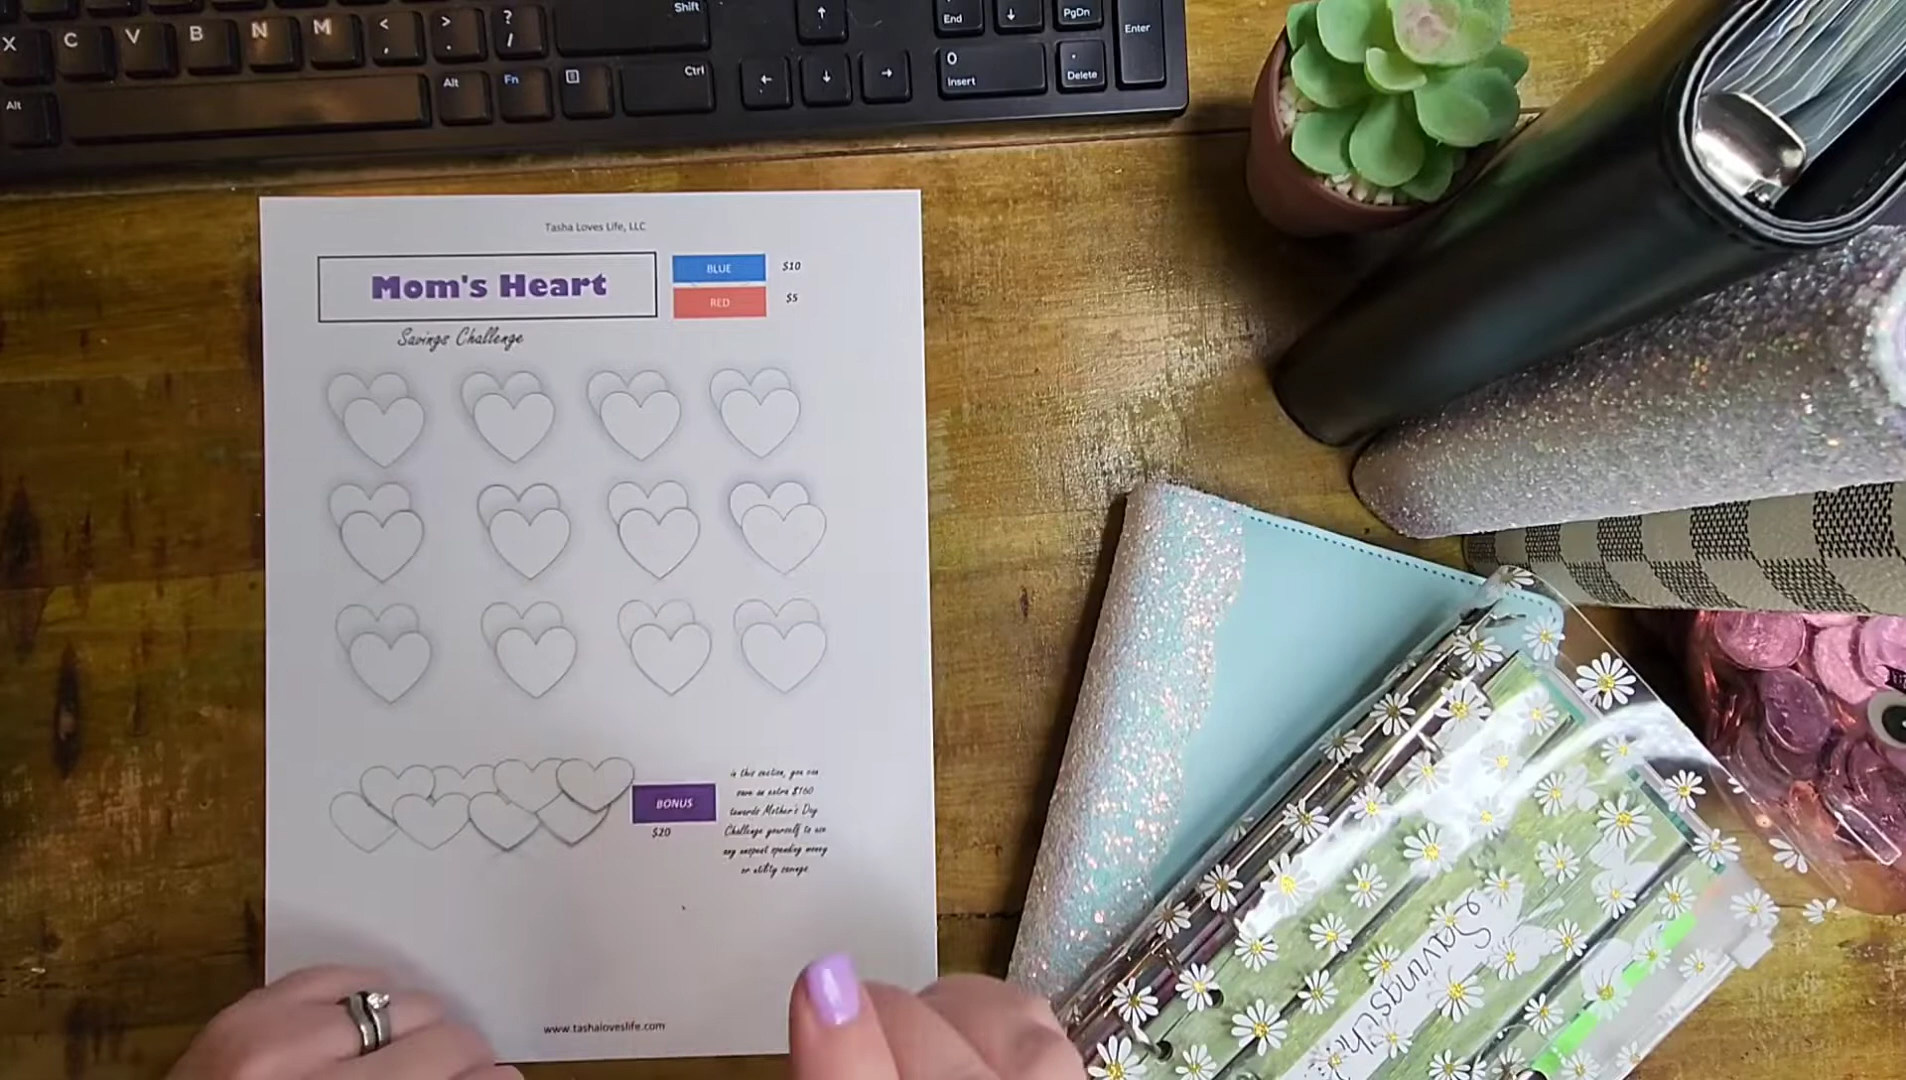 Shift
End
PgDn
Enter
X C V B N M < , > . ? /
0
Insert
.
Delete
Alt
Alt
Fn
Ctrl
Tasha Loves Life, LLC
Mom's Heart
BLUE $10
RED $5
Savings Challenge
in this section, you can
save an extra $160
towards Mother's Day
Challenge yourself to use
any unspent spending money
or utility savings
BONUS
$20
www.tashaloveslife.com